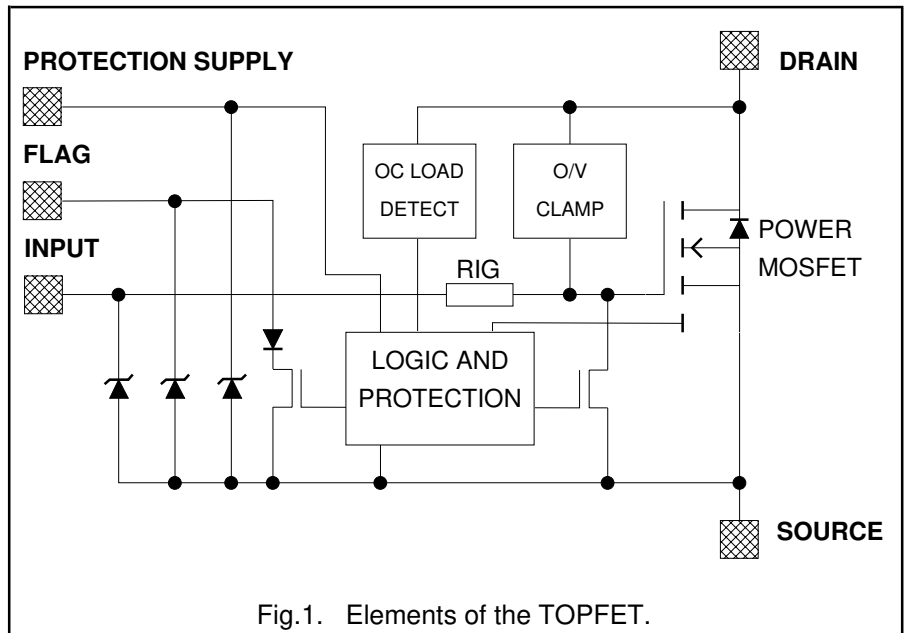 PROTECTION SUPPLY
DRAIN
FLAG
OC LOAD
DETECT
O/V
CLAMP
INPUT
RIG
POWER
MOSFET
LOGIC AND
PROTECTION
SOURCE
Fig.1. Elements of the TOPFET.